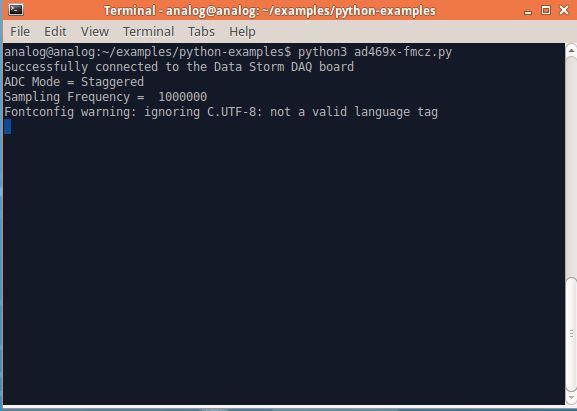 Terminal - analog@analog: ~/examples/python-examples
File Edit View Terminal Tabs Help
analog@analog:~/examples/python-examples$ python3 ad469x-fmcz.py
Successfully connected to the Data Storm DAQ board
ADC Mode = Staggered
Sampling Frequency =  1000000
Fontconfig warning: ignoring C.UTF-8: not a valid language tag